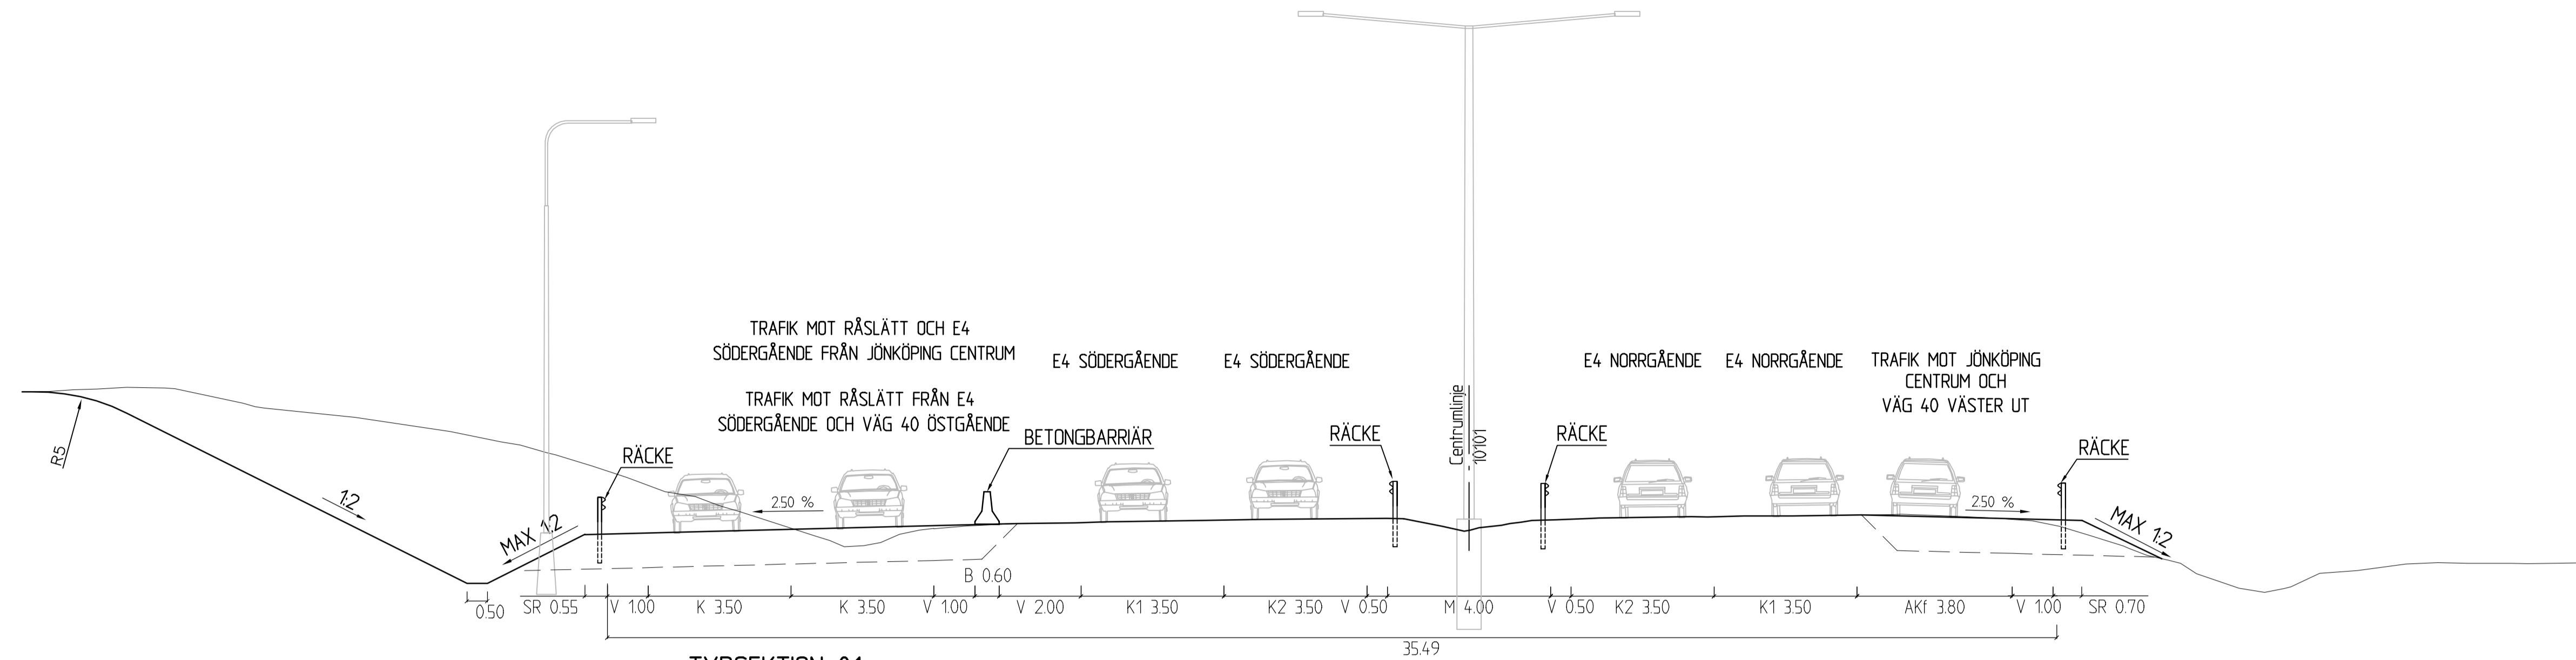 TRAFIK MOT RÅSLÄTT OCH E4
SÖDERGÅENDE FRÅN JÖNKÖPING CENTRUM
TRAFIK MOT RÅSLÄTT FRÅN E4
SÖDERGÅENDE OCH VÄG 40 ÖSTGÅENDE
E4 SÖDERGÅENDE
E4 SÖDERGÅENDE
E4 NORRGÅENDE
E4 NORRGÅENDE
TRAFIK MOT JÖNKÖPING
CENTRUM OCH
VÄG 40 VÄSTER UT
R5
1:2
MAX 1:2
RÄCKE
2.50 %
BETONGBARRIÄR
RÄCKE
Centrumlinje
10101
RÄCKE
2.50 %
RÄCKE
MAX 1:2
B 0.60
0.50
SR 0.55
V 1.00
K 3.50
K 3.50
V 1.00
V 2.00
K1 3.50
K2 3.50
V 0.50
M 4.00
V 0.50
K2 3.50
K1 3.50
AKf 3.80
V 1.00
SR 0.70
35.49